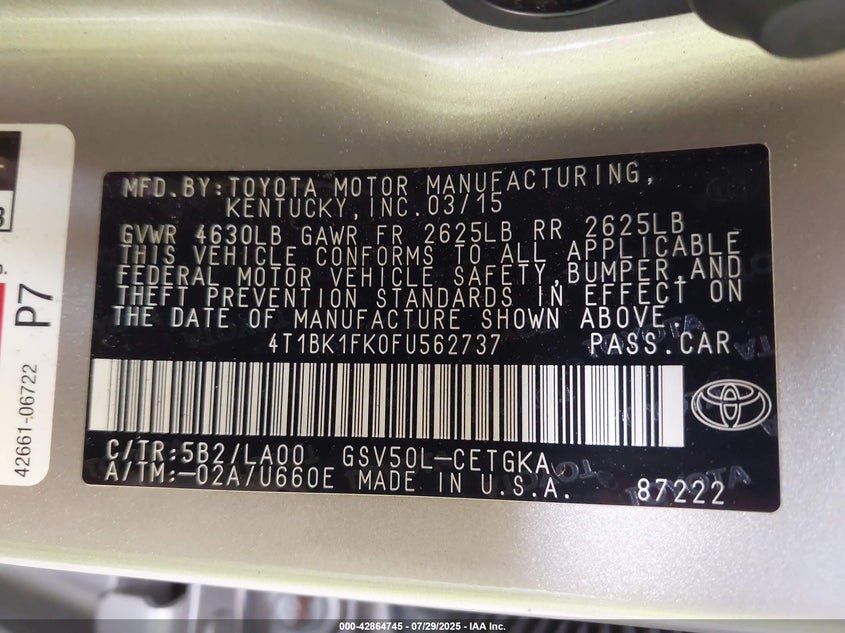 MFD.BY:TOYOTA MOTOR MANUFACTURING,
KENTUCKY,INC.03/15
GVWR 4630LB GAWR FR 2625LB RR 2625LB
THIS VEHICLE CONFORMS TO ALL APPLICABLE
FEDERAL MOTOR VEHICLE SAFETY,BUMPER,AND
THEFT PREVENTION STANDARDS IN EFFECT ON
THE DATE OF MANUFACTURE SHOWN ABOVE.
4T1BK1FK0FU562737 PASS.CAR
C/TR:5B2/LA00 GSV50L-CETGKA
A/TM:-02A/U660E MADE IN U.S.A. 87222
P7
42661-06722
000-42864745 - 07/29/2025 - IAA Inc.